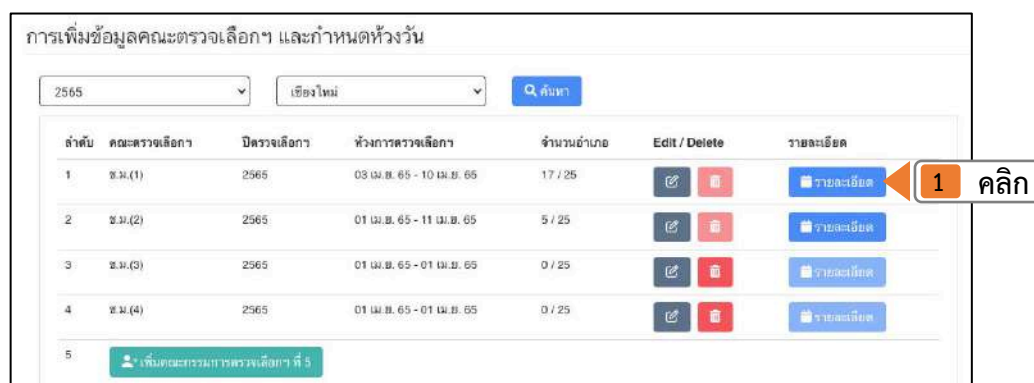 การเพิ่มข้อมูลคณะตรวจเลือกฯ และกำหนดห้วงวัน
2565 เชียงใหม่ ค้นหา
ลำดับ คณะตรวจเลือกฯ ปีตรวจเลือกฯ ห้วงการตรวจเลือกฯ จำนวนอำเภอ Edit / Delete รายละเอียด
1 ช.ม.(1) 2565 03 เม.ย. 65 - 10 เม.ย. 65 17 / 25 รายละเอียด
1 คลิก
2 ช.ม.(2) 2565 01 เม.ย. 65 - 11 เม.ย. 65 5 / 25 รายละเอียด
3 ช.ม.(3) 2565 01 เม.ย. 65 - 01 เม.ย. 65 0 / 25 รายละเอียด
4 ช.ม.(4) 2565 01 เม.ย. 65 - 01 เม.ย. 65 0 / 25 รายละเอียด
5 เพิ่มคณะกรรมการตรวจเลือกฯ ที่ 5